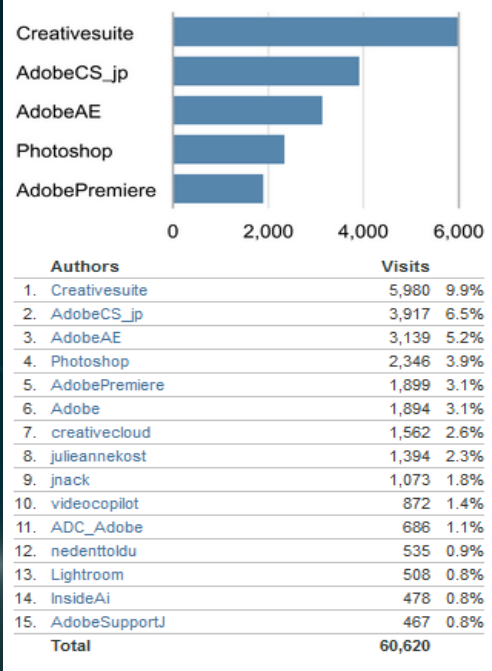 Creativesuite
AdobeCS_jp
AdobeAE
Photoshop
AdobePremiere
0 2,000 4,000 6,000
Authors Visits
1. Creativesuite 5,980 9.9%
2. AdobeCS_jp 3,917 6.5%
3. AdobeAE 3,139 5.2%
4. Photoshop 2,346 3.9%
5. AdobePremiere 1,899 3.1%
6. Adobe 1,894 3.1%
7. creativecloud 1,562 2.6%
8. julieannekost 1,394 2.3%
9. jnack 1,073 1.8%
10. videocopilot 872 1.4%
11. ADC_Adobe 686 1.1%
12. nedenttoldu 535 0.9%
13. Lightroom 508 0.8%
14. InsideAi 478 0.8%
15. AdobeSupportJ 467 0.8%
Total 60,620